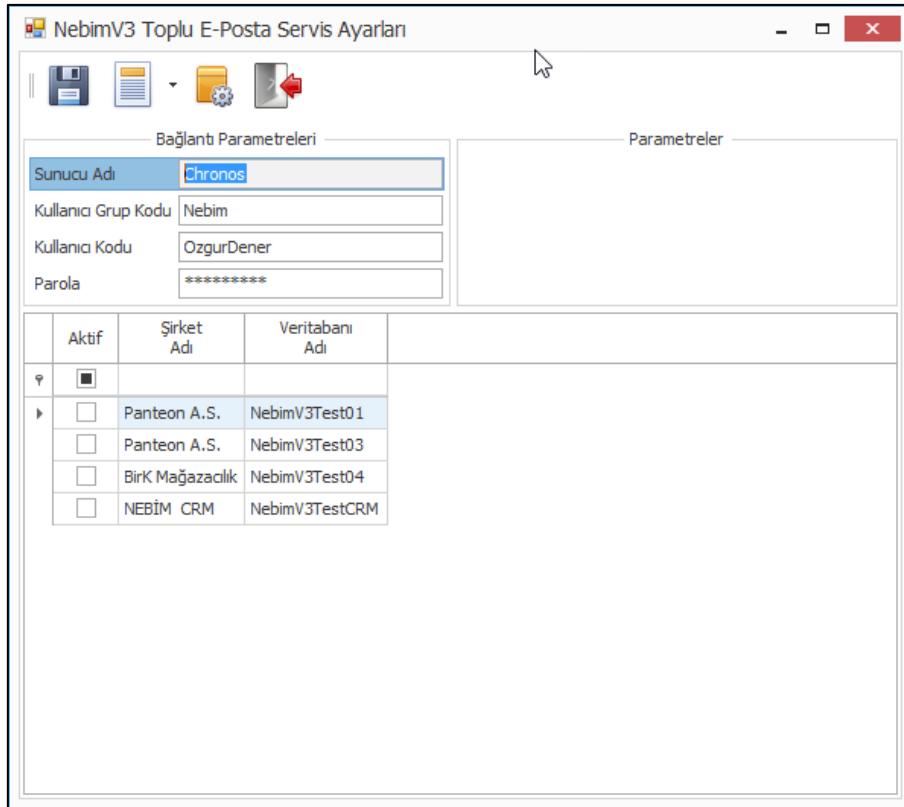 NebimV3 Toplu E-Posta Servis Ayarları
Bağlantı Parametreleri
Parametreler
Sunucu Adı Chronos
Kullanıcı Grup Kodu Nebim
Kullanıcı Kodu OzgurDener
Parola *********
Aktif Şirket Adı Veritabanı Adı
Panteon A.S. NebimV3Test01
Panteon A.S. NebimV3Test03
BirK Mağazacılık NebimV3Test04
NEBİM CRM NebimV3TestCRM